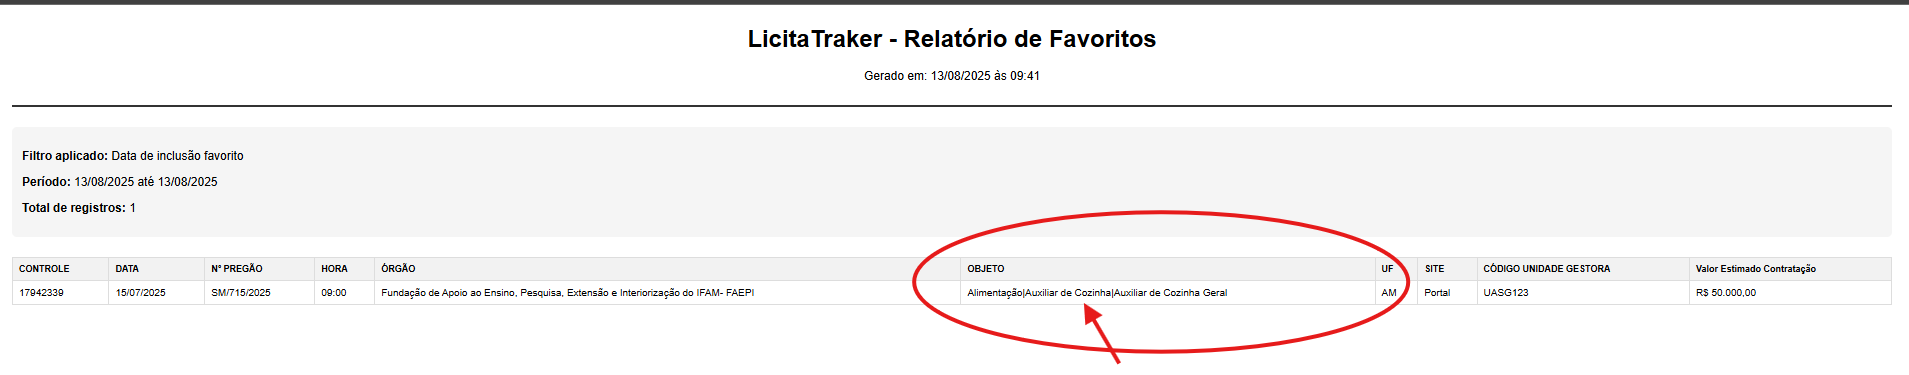 LicitaTraker - Relatório de Favoritos
Gerado em: 13/08/2025 às 09:41
Filtro aplicado: Data de inclusão favorito
Período: 13/08/2025 até 13/08/2025
Total de registros: 1
CONTROLE DATA Nº PREGÃO HORA ÓRGÃO OBJETO UF SITE CÓDIGO UNIDADE GESTORA Valor Estimado Contratação
17942339 15/07/2025 SM/715/2025 09:00 Fundação de Apoio ao Ensino, Pesquisa, Extensão e Interiorização do IFAM- FAEPI Alimentação|Auxiliar de Cozinha|Auxiliar de Cozinha Geral AM Portal UASG123 R$ 50.000,00